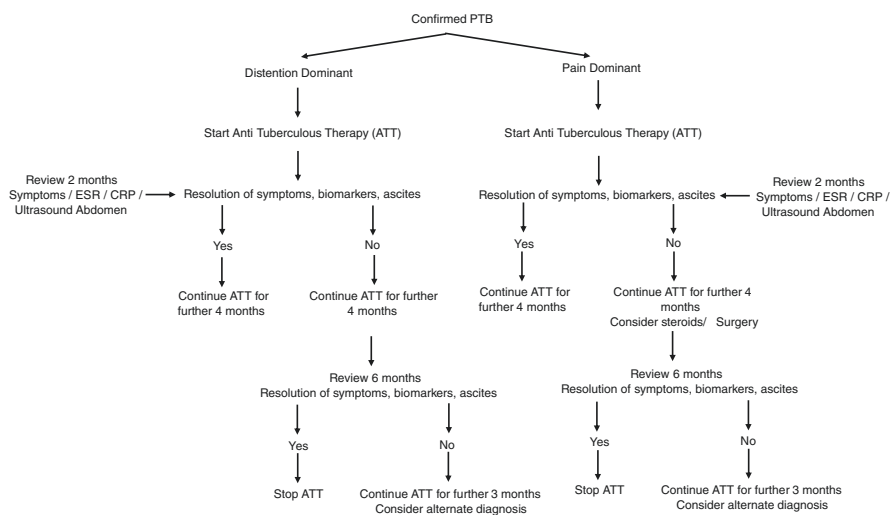 Confirmed PTB
Distention Dominant
Pain Dominant
Start Anti Tuberculous Therapy (ATT)
Start Anti Tuberculous Therapy (ATT)
Review 2 months
Symptoms / ESR / CRP /
Ultrasound Abdomen
Resolution of symptoms, biomarkers, ascites
Resolution of symptoms, biomarkers, ascites
Review 2 months
Symptoms / ESR / CRP /
Ultrasound Abdomen
Yes
No
Yes
No
Continue ATT for
further 4 months
Continue ATT for further
4 months
Continue ATT for
further 4 months
Continue ATT for further 4
months
Consider steroids/ Surgery
Review 6 months
Resolution of symptoms, biomarkers, ascites
Review 6 months
Resolution of symptoms, biomarkers, ascites
Yes
No
Yes
No
Stop ATT
Continue ATT for further 3 months
Consider alternate diagnosis
Stop ATT
Continue ATT for further 3 months
Consider alternate diagnosis